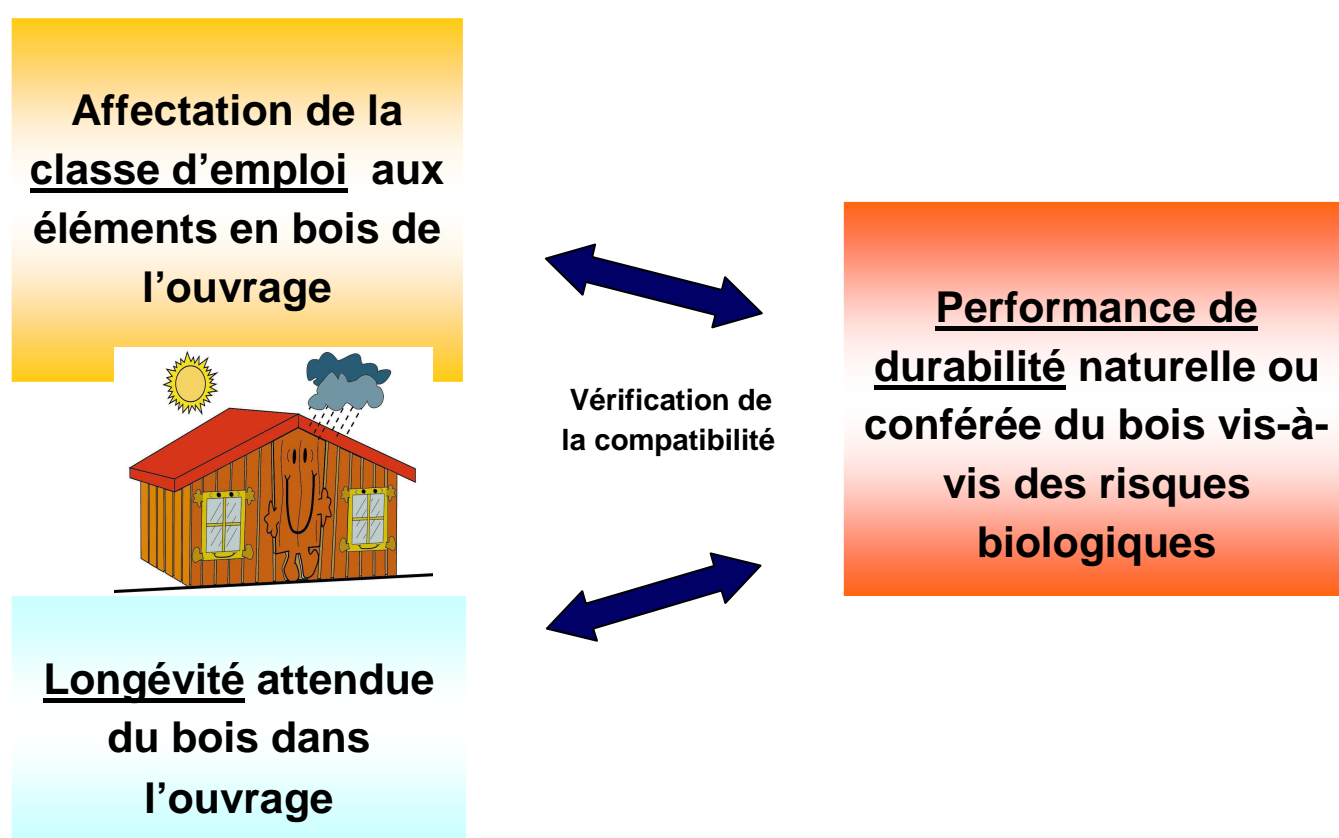 Affectation de la
classe d’emploi aux
éléments en bois de
l’ouvrage
Longévité attendue
du bois dans
l’ouvrage
Vérification de
la compatibilité
Performance de
durabilité naturelle ou
conférée du bois vis-à-
vis des risques
biologiques